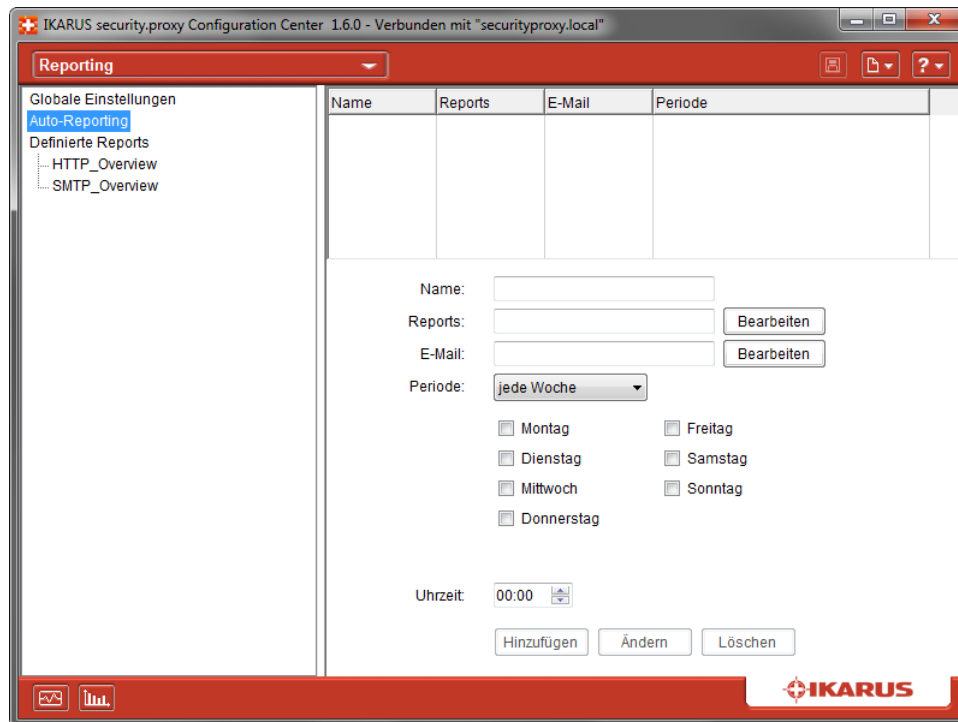 IKARUS security.proxy Configuration Center 1.6.0 - Verbunden mit "securityproxy.local"
Reporting
?
Globale Einstellungen
Auto-Reporting
Definierte Reports
HTTP_Overview
SMTP_Overview
Name Reports E-Mail Periode
Name:
Reports: Bearbeiten
E-Mail: Bearbeiten
Periode: jede Woche
Montag Freitag
Dienstag Samstag
Mittwoch Sonntag
Donnerstag
Uhrzeit: 00:00
Hinzufügen Ändern Löschen
IKARUS